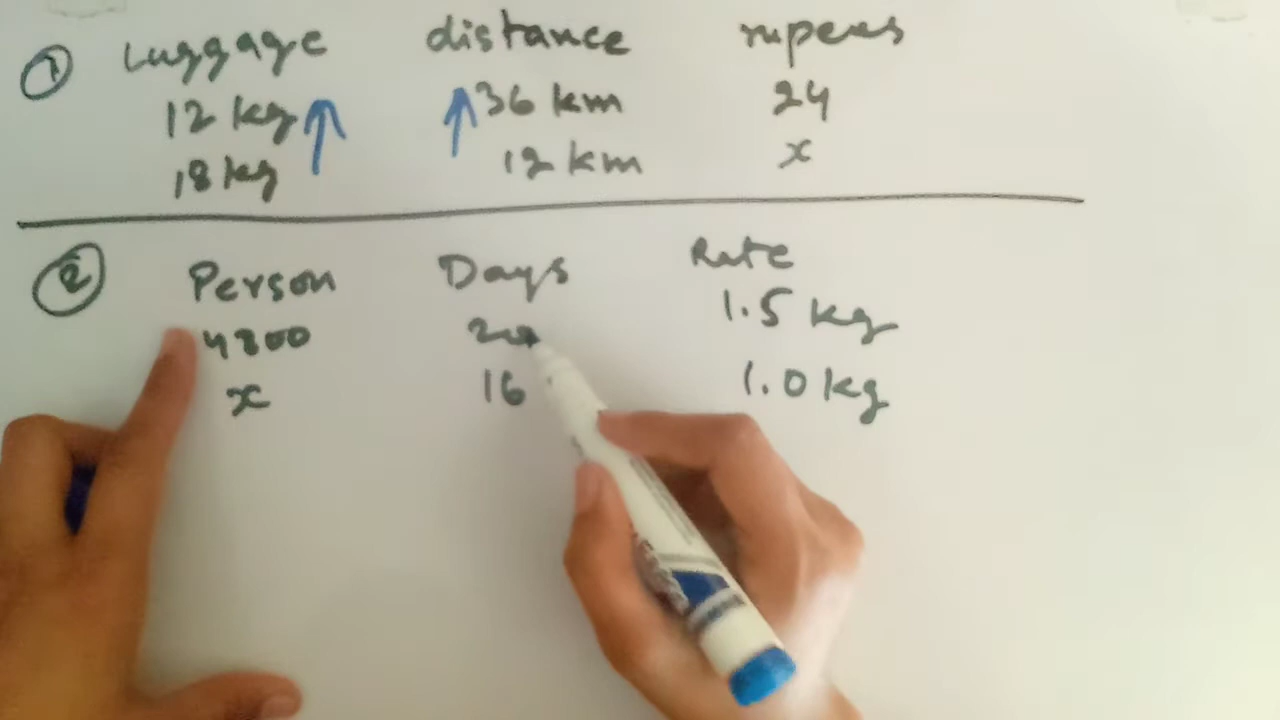 ① Luggage distance rupees
12 kg ↑ ↑ 36 km 24
18 kg 12 km x
② Person Days Rate
4800 1.5 kg
x 16 1.0 kg